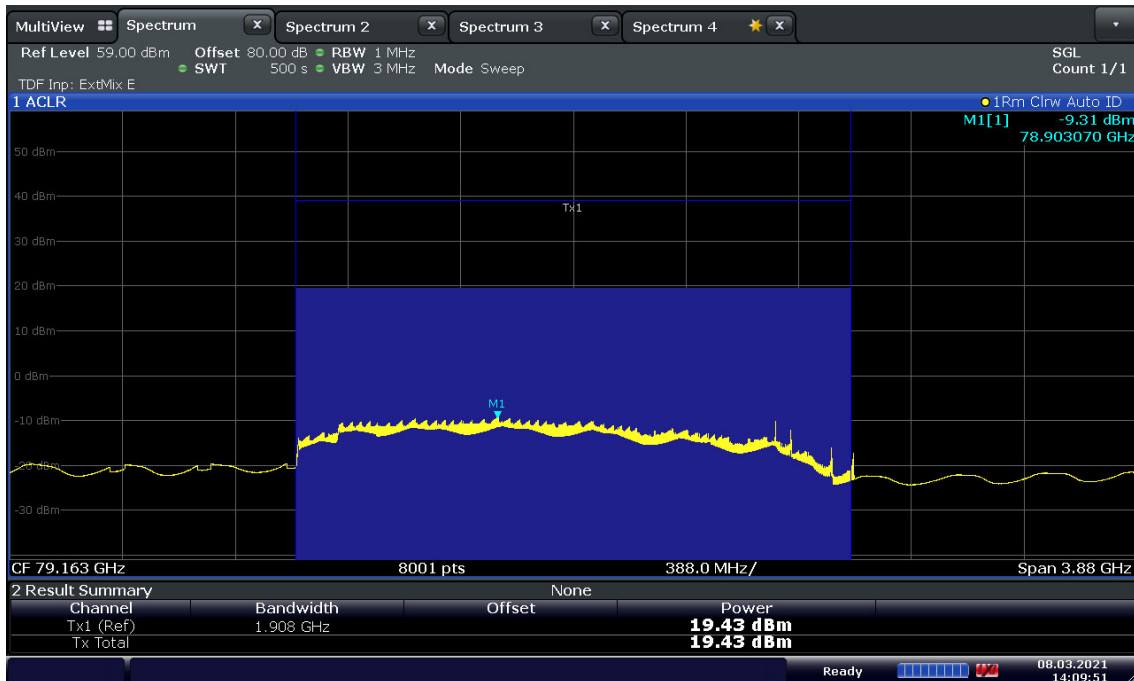 MultiView Spectrum X Spectrum 2 X Spectrum 3 X Spectrum 4 X
Ref Level 59.00 dBm Offset 80.00 dB RBW 1 MHz SGL
SWT 500 s VBW 3 MHz Mode Sweep Count 1/1
TDF Inp: ExtMix E
1 ACLR 1Rm Clrw Auto ID
M1[1] -9.31 dBm
78.903070 GHz
50 dBm
40 dBm
Tx1
30 dBm
20 dBm
10 dBm
0 dBm
M1
-10 dBm
-20 dBm
-30 dBm
CF 79.163 GHz 8001 pts 388.0 MHz/ Span 3.88 GHz
2 Result Summary None
Channel Bandwidth Offset Power
Tx1 (Ref) 1.908 GHz 19.43 dBm
Tx Total 19.43 dBm
Ready 08.03.2021
14:09:51